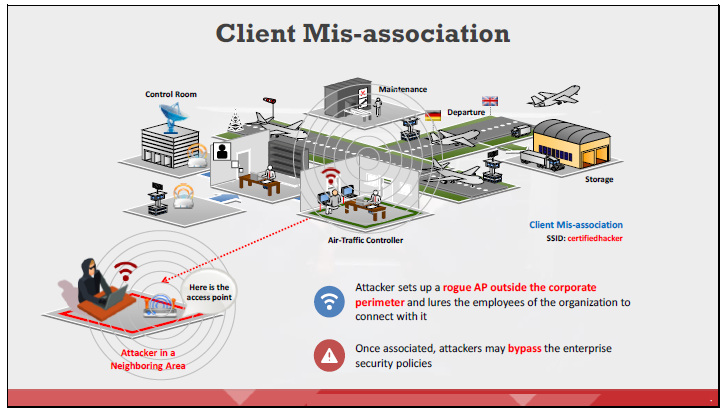 Client Mis-association
Control Room
Maintenance
Departure
Storage
Air-Traffic Controller
Client Mis-association
SSID: certifiedhacker
Here is the
access point
Attacker in a
Neighboring Area
Attacker sets up a rogue AP outside the corporate
perimeter and lures the employees of the organization to
connect with it
Once associated, attackers may bypass the enterprise
security policies